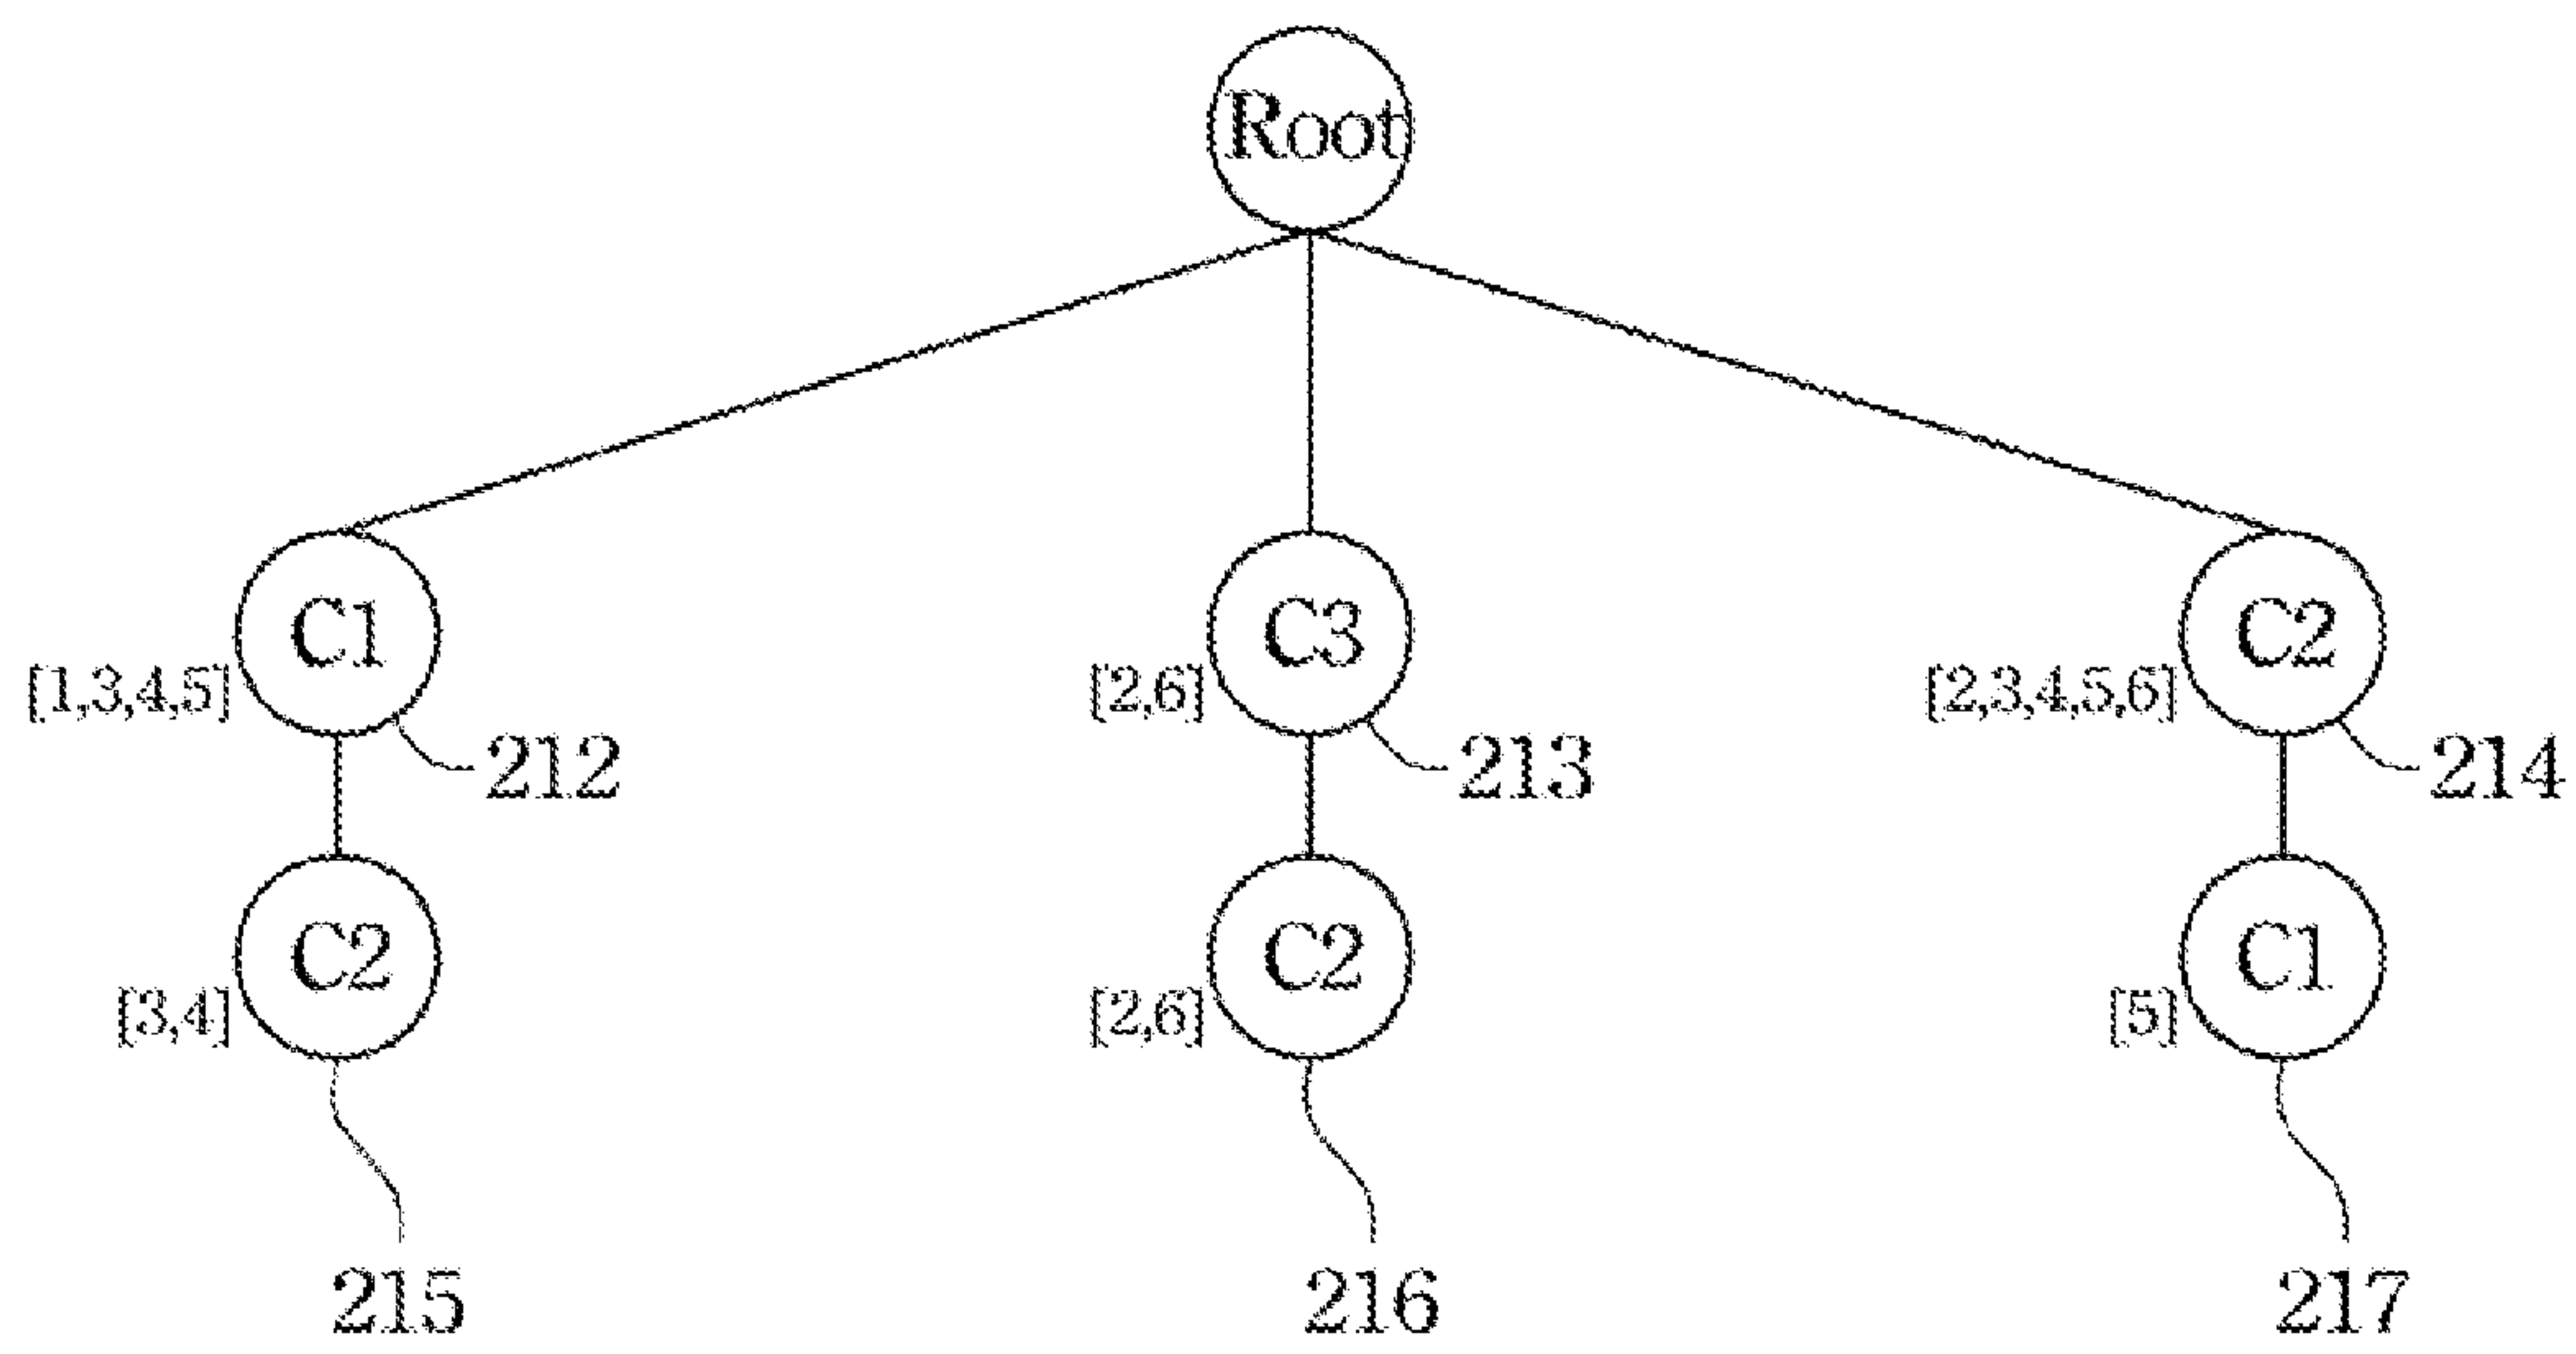 Root
C1
C3
C2
[1,3,4,5]
[2,6]
[2,3,4,5,6]
212
213
214
C2
C2
C1
[3,4]
[2,6]
[5]
215
216
217